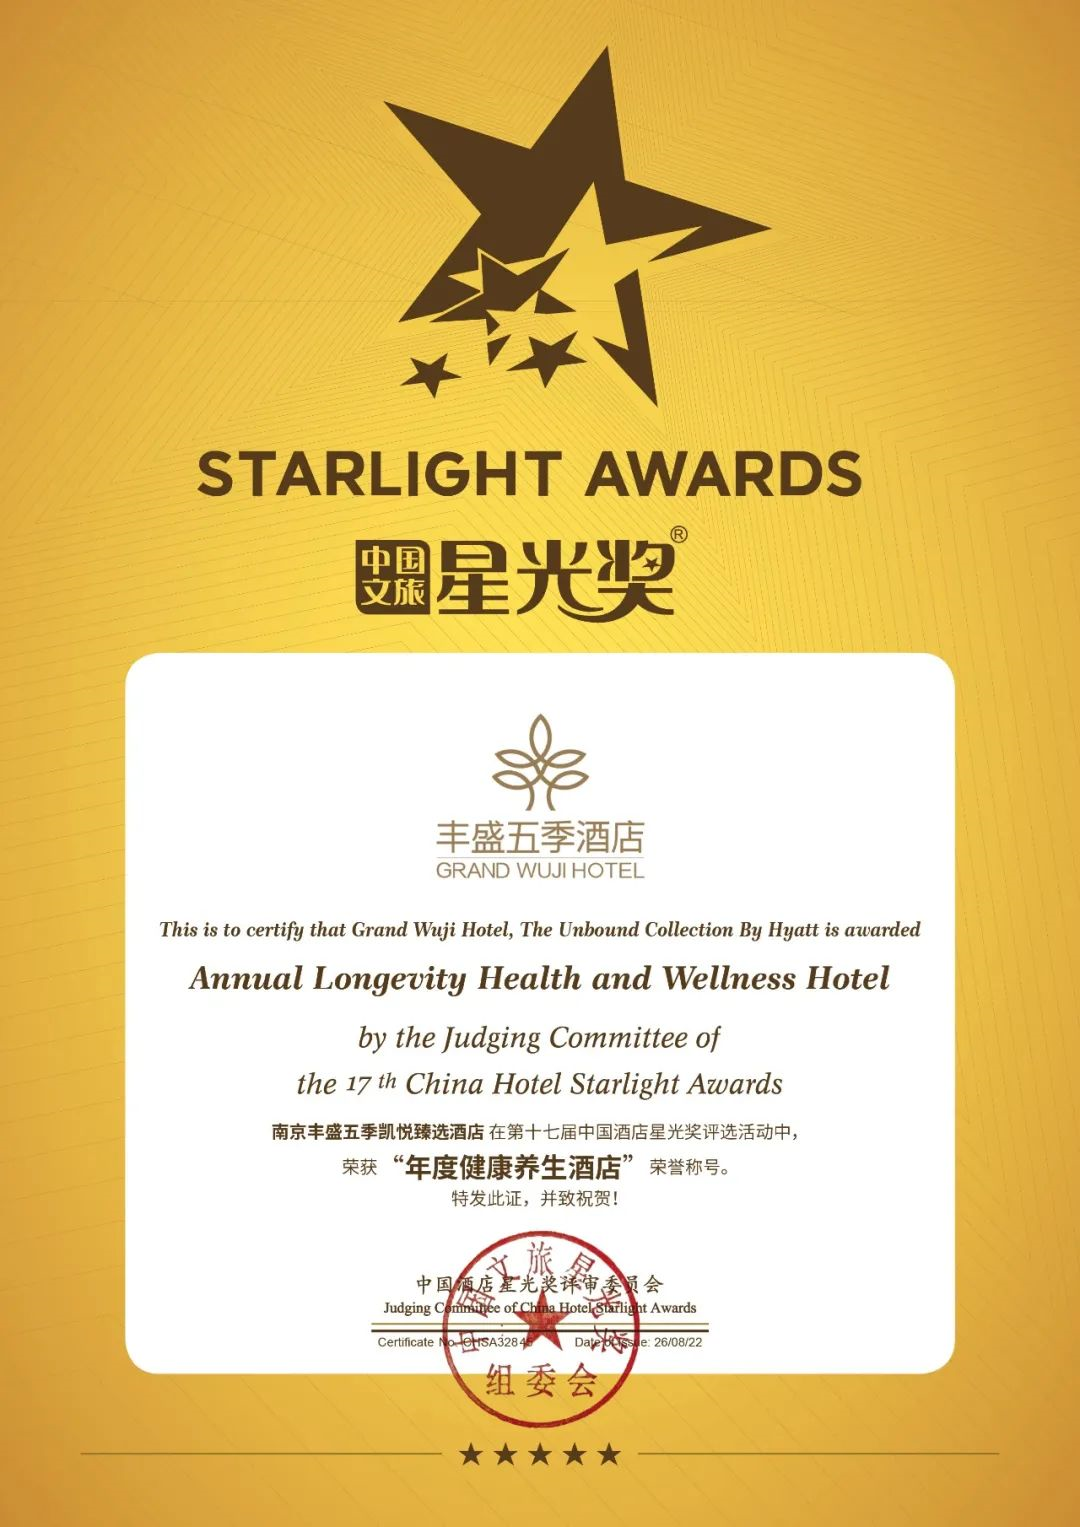 STARLIGHT AWARDS
中国文旅 星光奖®
丰盛五季酒店
GRAND WUJI HOTEL
This is to certify that Grand Wuji Hotel, The Unbound Collection By Hyatt is awarded
Annual Longevity Health and Wellness Hotel
by the Judging Committee of
the 17 th China Hotel Starlight Awards
南京丰盛五季凯悦臻选酒店 在第十七届中国酒店星光奖评选活动中，
荣获 “年度健康养生酒店” 荣誉称号。
特发此证，并致祝贺！
中国酒店星光奖评审委员会
Judging Committee of China Hotel Starlight Awards
Certificate No. CHSA32845 Date of Issue: 26/08/22
中国文旅星光奖
组委会